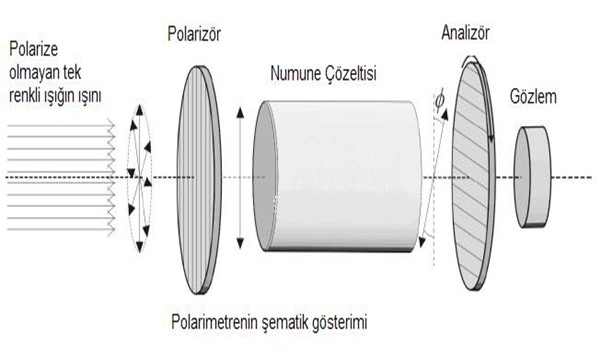 Polarize
olmayan tek
renkli ışığın ışını
Polarizör
Numune Çözeltisi
ϕ
Analizör
Gözlem
Polarimetrenin şematik gösterimi